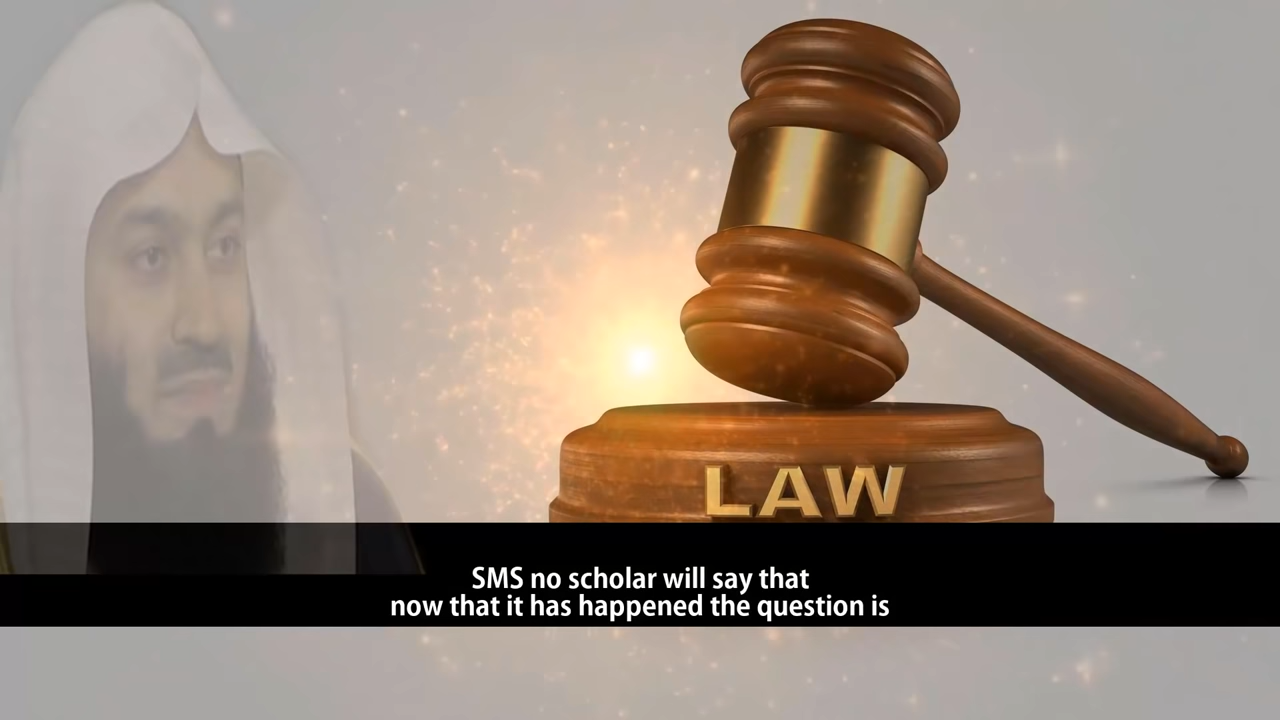 LAW
SMS no scholar will say that
now that it has happened the question is